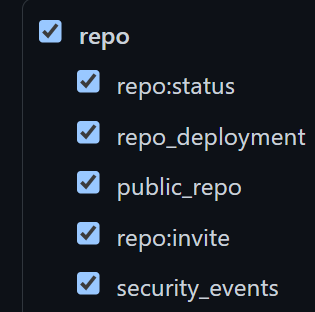 repo
repo:status
repo_deployment
public_repo
repo:invite
security_events